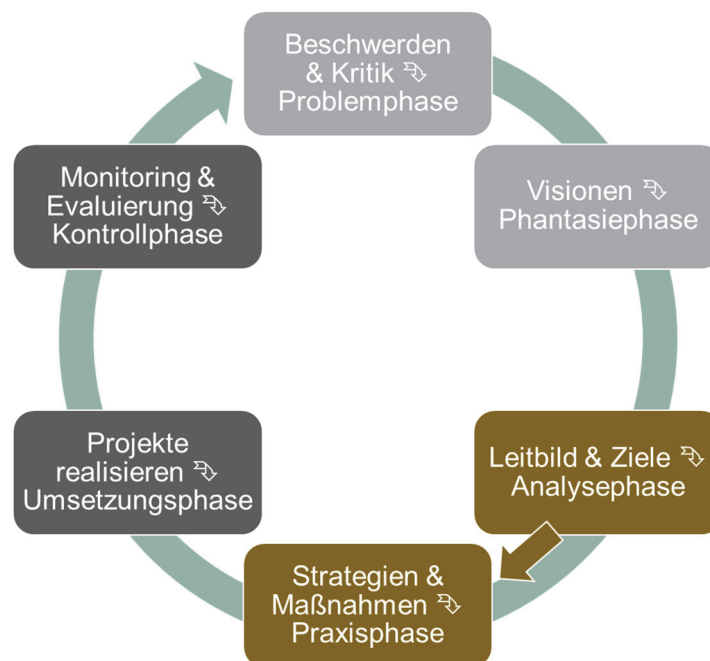 Beschwerden
& Kritik ⮷
Problemphase
Visionen ⮷
Phantasiephase
Leitbild & Ziele ⮷
Analysephase
Strategien &
Maßnahmen ⮷
Praxisphase
Projekte
realisieren ⮷
Umsetzungsphase
Monitoring &
Evaluierung ⮷
Kontrollphase